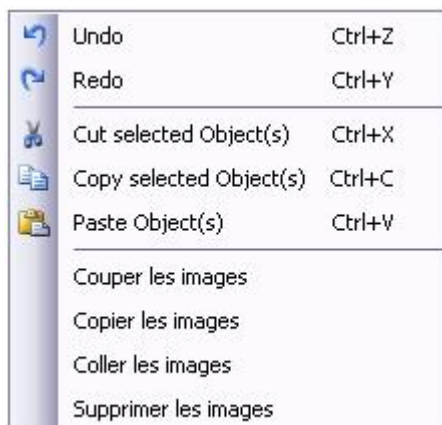 Undo Ctrl+Z
Redo Ctrl+Y
Cut selected Object(s) Ctrl+X
Copy selected Object(s) Ctrl+C
Paste Object(s) Ctrl+V
Couper les images
Copier les images
Coller les images
Supprimer les images